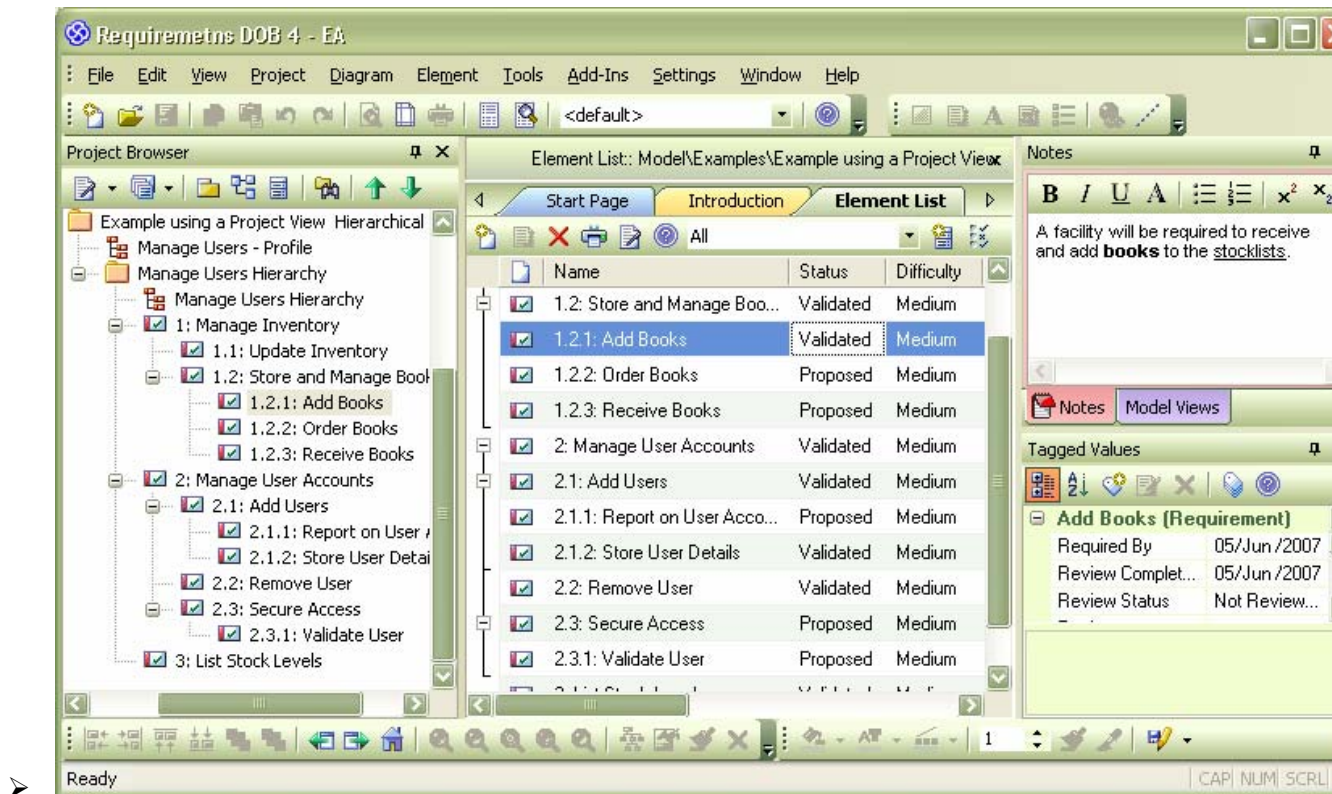 Requiremetns DOB 4 - EA
File Edit View Project Diagram Element Tools Add-Ins Settings Window Help
<default>
Project Browser
Example using a Project View Hierarchical
Manage Users - Profile
Manage Users Hierarchy
Manage Users Hierarchy
1: Manage Inventory
1.1: Update Inventory
1.2: Store and Manage Book
1.2.1: Add Books
1.2.2: Order Books
1.2.3: Receive Books
2: Manage User Accounts
2.1: Add Users
2.1.1: Report on User
2.1.2: Store User Detai
2.2: Remove User
2.3: Secure Access
2.3.1: Validate User
3: List Stock Levels
Element List:: Model\Examples\Example using a Project View
Start Page Introduction Element List
All
Name Status Difficulty
1.2: Store and Manage Boo... Validated Medium
1.2.1: Add Books Validated Medium
1.2.2: Order Books Proposed Medium
1.2.3: Receive Books Proposed Medium
2: Manage User Accounts Validated Medium
2.1: Add Users Validated Medium
2.1.1: Report on User Acco... Proposed Medium
2.1.2: Store User Details Validated Medium
2.2: Remove User Validated Medium
2.3: Secure Access Proposed Medium
2.3.1: Validate User Proposed Medium
Notes
B I U A x² x₂
A facility will be required to receive
and add books to the stocklists.
Notes Model Views
Tagged Values
Add Books (Requirement)
Required By 05/Jun /2007
Review Complet... 05/Jun /2007
Review Status Not Review...
1
Ready
CAP NUM SCRL